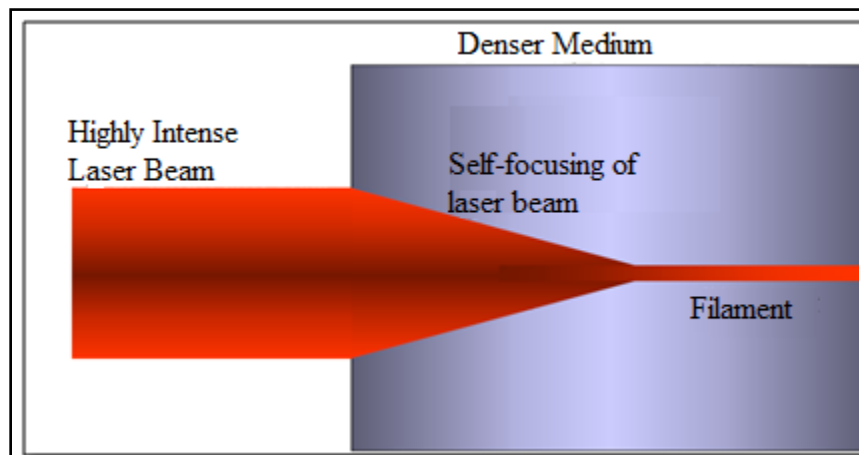 Denser Medium
Highly Intense
Laser Beam
Self-focusing of
laser beam
Filament